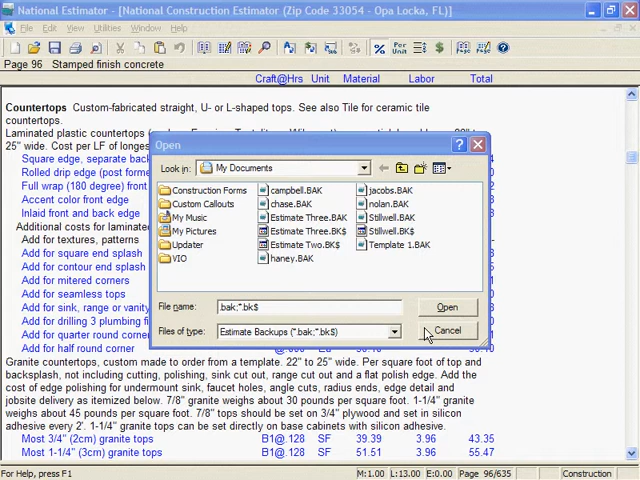 National Estimator - [National Construction Estimator (Zip Code 33054 - Opa Locka, FL)]
File Edit View Utilities Window Help
Page 96 Stamped finish concrete
Craft@Hrs Unit Material Labor Total
Countertops Custom-fabricated straight, U- or L-shaped tops. See also Tile for ceramic tile
countertops.
Laminated plastic countertops
25" wide. Cost per LF of longes
Square edge, separate back
Rolled drip edge (post forme
Full wrap (180 degree) front
Accent color front edge
Inlaid front and back edge
Additional costs for laminated
Add for textures, patterns
Add for square end splash
Add for contour end splash
Add for mitered corners
Add for seamless tops
Add for sink, range or vanity
Add for drilling 3 plumbing fi
Add for quarter round corner
Add for half round corner
Open
Look in: My Documents
Construction Forms
Custom Callouts
My Music
My Pictures
Updater
VIO
campbell.BAK
chase.BAK
Estimate Three.BAK
Estimate Three.BK$
Estimate Two.BK$
haney.BAK
jacobs.BAK
nolan.BAK
Stillwell.BAK
Stillwell.BK$
Template 1.BAK
File name: .bak;*.bk$ Open
Files of type: Estimate Backups (*.bak;*.bk$) Cancel
Granite countertops, custom made to order from a template. 22" to 25" wide. Per square foot of top and
backsplash, not including cutting, polishing, sink cut out, range cut out and a flat polish edge. Add the
cost of edge polishing for undermount sink, faucet holes, angle cuts, radius ends, edge detail and
jobsite delivery as itemized below. 7/8" granite weighs about 30 pounds per square foot. 1-1/4" granite
weighs about 45 pounds per square foot. 7/8" tops should be set on 3/4" plywood and set in silicon
adhesive every 2'. 1-1/4" granite tops can be set directly on base cabinets with silicon adhesive.
Most 3/4" (2cm) granite tops B1@.128 SF 39.39 3.96 43.35
Most 1-1/4" (3cm) granite tops B1@.128 SF 51.51 3.96 55.47
For Help, press F1 M:1.00 L:13.00 E:0.00 Page 96/635 Construction